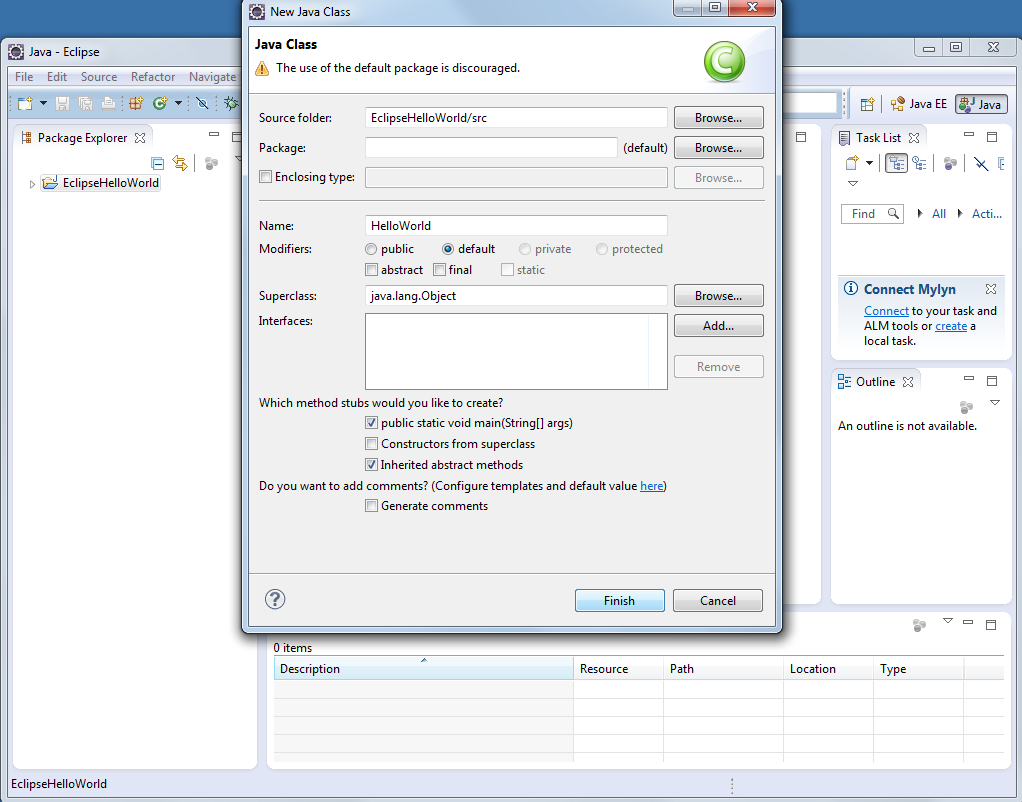 New Java Class
Java Class
The use of the default package is discouraged.
Source folder: EclipseHelloWorld/src Browse...
Package: (default) Browse...
Enclosing type: Browse...
Name: HelloWorld
Modifiers: public default private protected
abstract final static
Superclass: java.lang.Object Browse...
Interfaces: Add...
Remove
Which method stubs would you like to create?
public static void main(String[] args)
Constructors from superclass
Inherited abstract methods
Do you want to add comments? (Configure templates and default value here)
Generate comments
? Finish Cancel
Java - Eclipse
File Edit Source Refactor Navigate
Java EE Java
Package Explorer
EclipseHelloWorld
Task List
Find All Acti...
Connect Mylyn
Connect to your task and
ALM tools or create a
local task.
Outline
An outline is not available.
0 items
Description Resource Path Location Type
EclipseHelloWorld